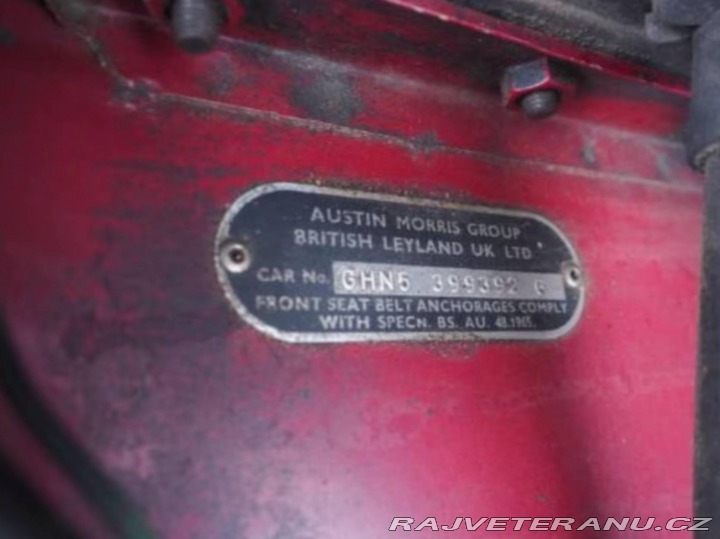 AUSTIN MORRIS GROUP
BRITISH LEYLAND UK LTD
CAR No. GHN5 399392 G
FRONT SEAT BELT ANCHORAGES COMPLY
WITH SPECN. BS. AU. 48.1965.
RAJVETERANU.CZ